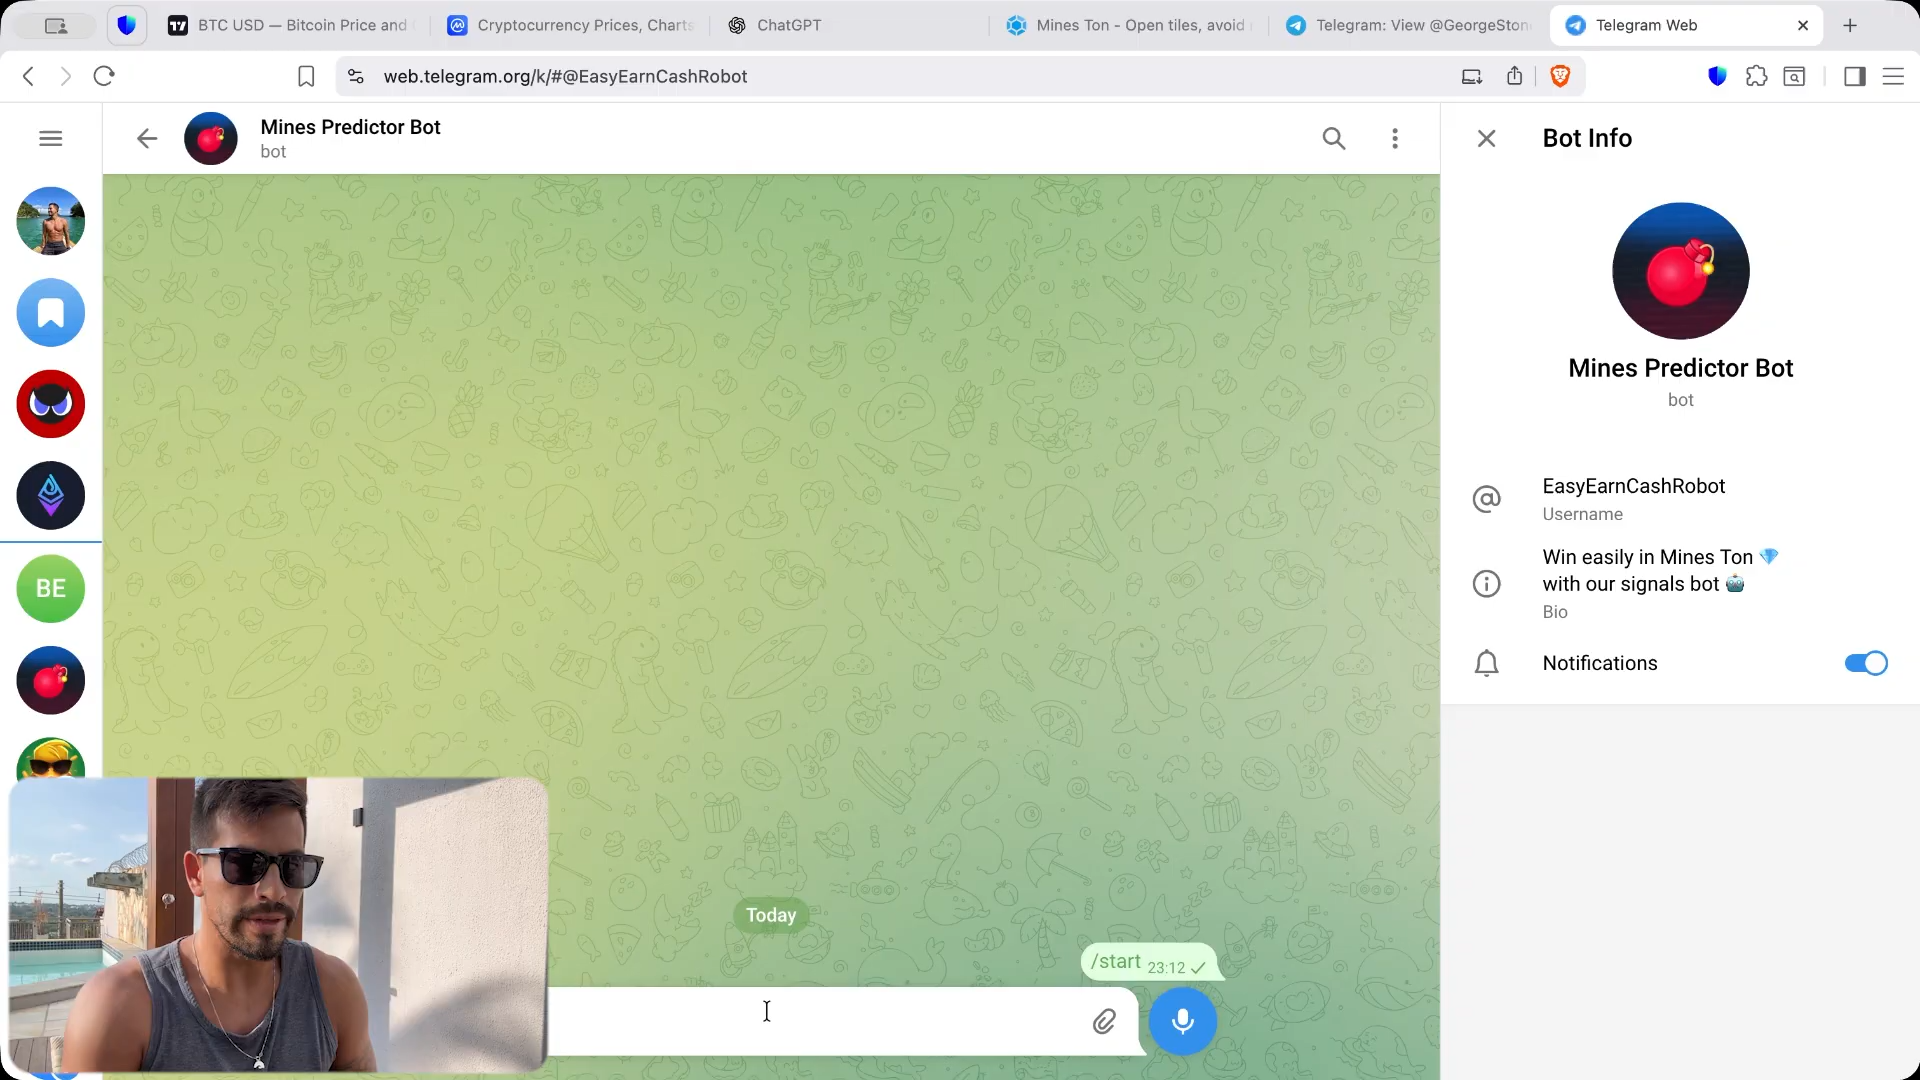 BTC USD — Bitcoin Price and
Cryptocurrency Prices, Charts
ChatGPT
Mines Ton - Open tiles, avoid
Telegram: View @GeorgeSton
Telegram Web
web.telegram.org/k/#@EasyEarnCashRobot
Mines Predictor Bot
bot
Bot Info
Mines Predictor Bot
bot
EasyEarnCashRobot
Username
Win easily in Mines Ton 💎
with our signals bot 🤖
Bio
Notifications
BE
Today
/start 23:12